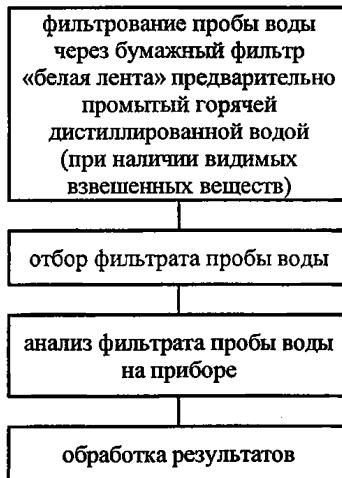 фильтрование пробы воды
через бумажный фильтр
«белая лента» предварительно
промытый горячей
дистиллированной водой
(при наличии видимых
взвешенных веществ)
отбор фильтрата пробы воды
анализ фильтрата пробы воды
на приборе
обработка результатов